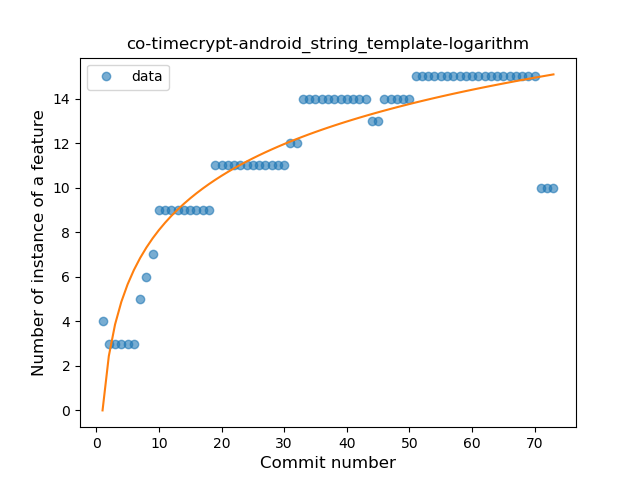 co-timecrypt-android_string_template-logarithm
data
Number of instance of a feature
14
12
10
8
6
4
2
0
0 10 20 30 40 50 60 70
Commit number